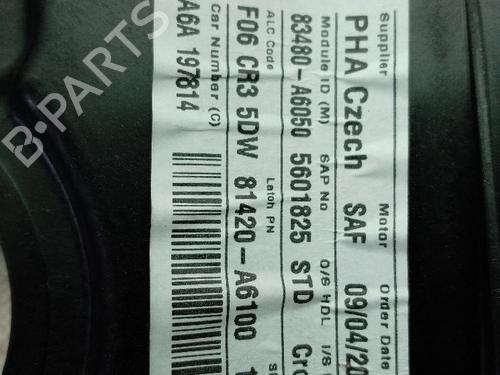 Supplier Motor Order Date
PHA Czech SAF 09/04/20
Module ID (M) SAP No O/S HDL I/S
83480-A6050 5601825 STD Cro
ALC Code Latch PN
F06 CR3 5DW 81420-A6100
Car Number (C)
A6A 197814
B-PARTS